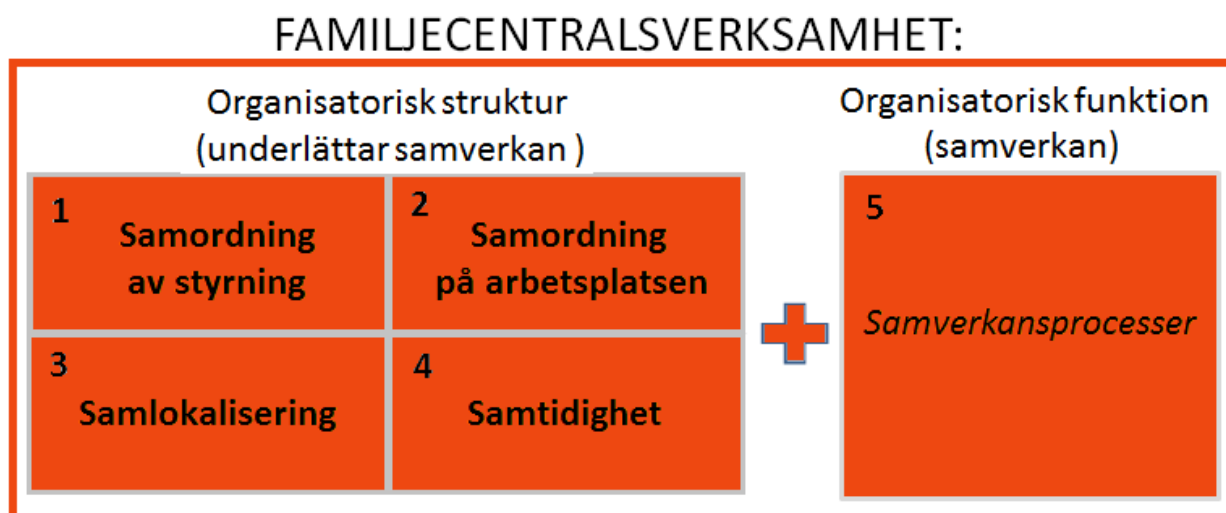 FAMILJECENTRALSVERKSAMHET:
Organisatorisk struktur
(underlättar samverkan )
Organisatorisk funktion
(samverkan)
1
Samordning
av styrning
2
Samordning
på arbetsplatsen
3
Samlokalisering
4
Samtidighet
5
Samverkansprocesser